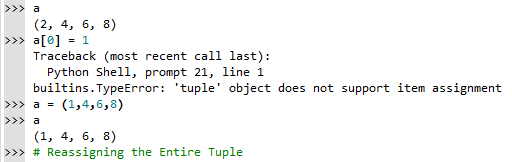 >>> a
(2, 4, 6, 8)
>>> a[0] = 1
Traceback (most recent call last):
  Python Shell, prompt 21, line 1
builtins.TypeError: 'tuple' object does not support item assignment
>>> a = (1,4,6,8)
>>> a
(1, 4, 6, 8)
>>> # Reassigning the Entire Tuple